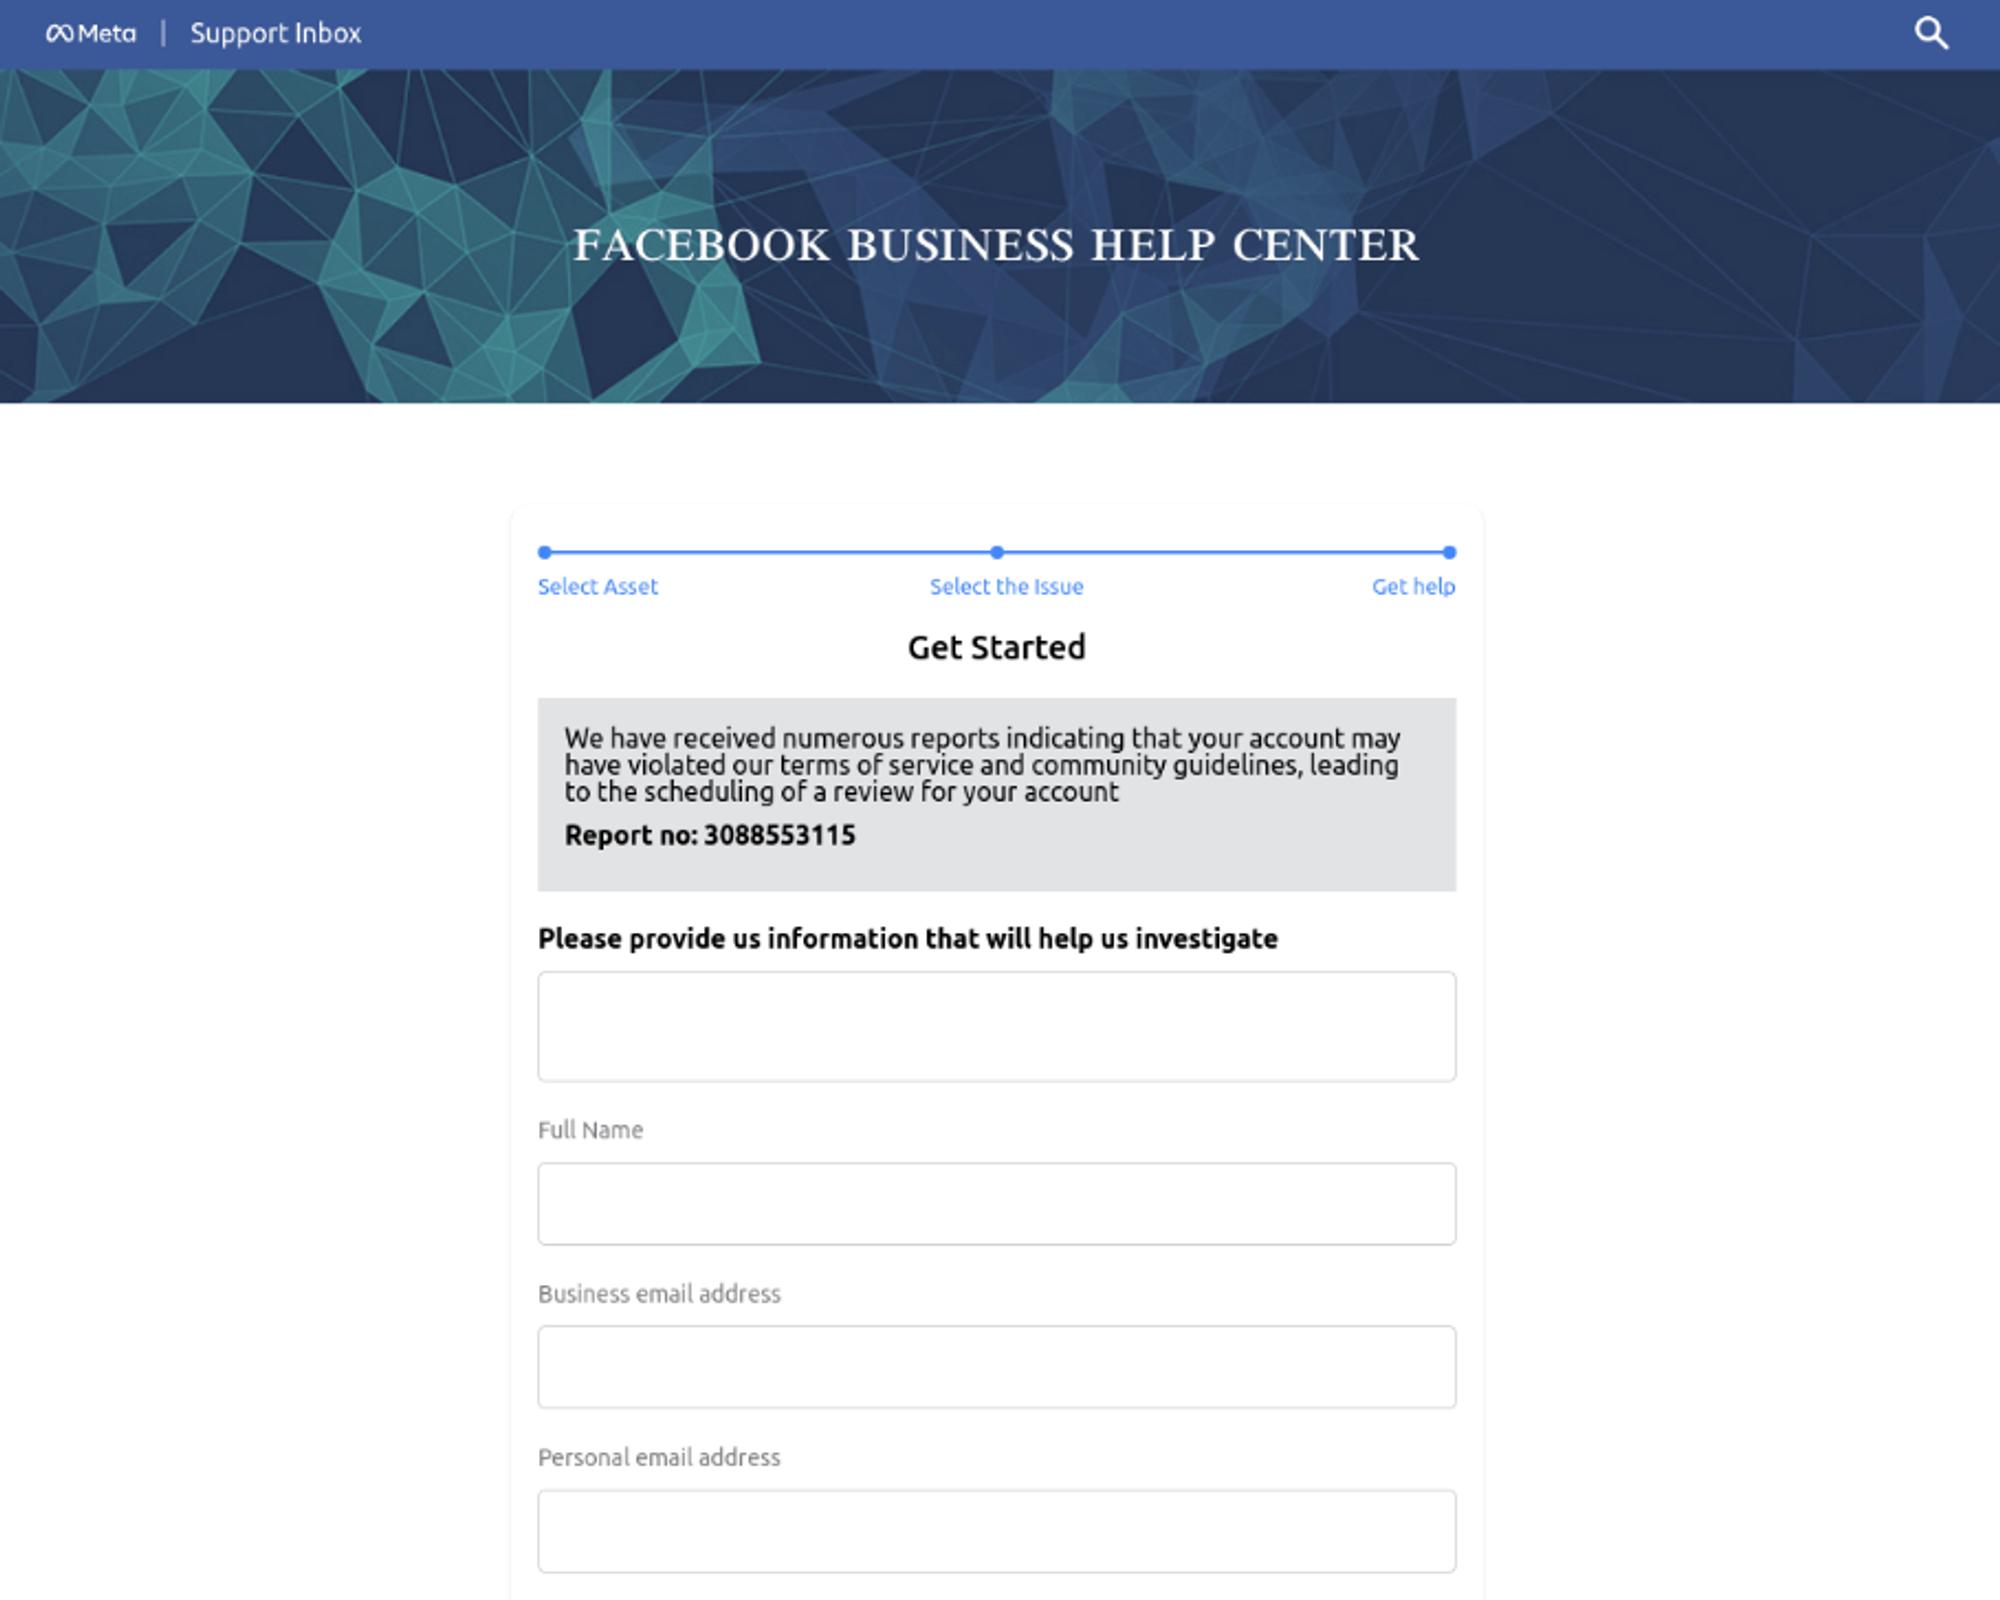 Meta | Support Inbox
FACEBOOK BUSINESS HELP CENTER
Select Asset Select the Issue Get help
Get Started
We have received numerous reports indicating that your account may
have violated our terms of service and community guidelines, leading
to the scheduling of a review for your account
Report no: 3088553115
Please provide us information that will help us investigate
Full Name
Business email address
Personal email address